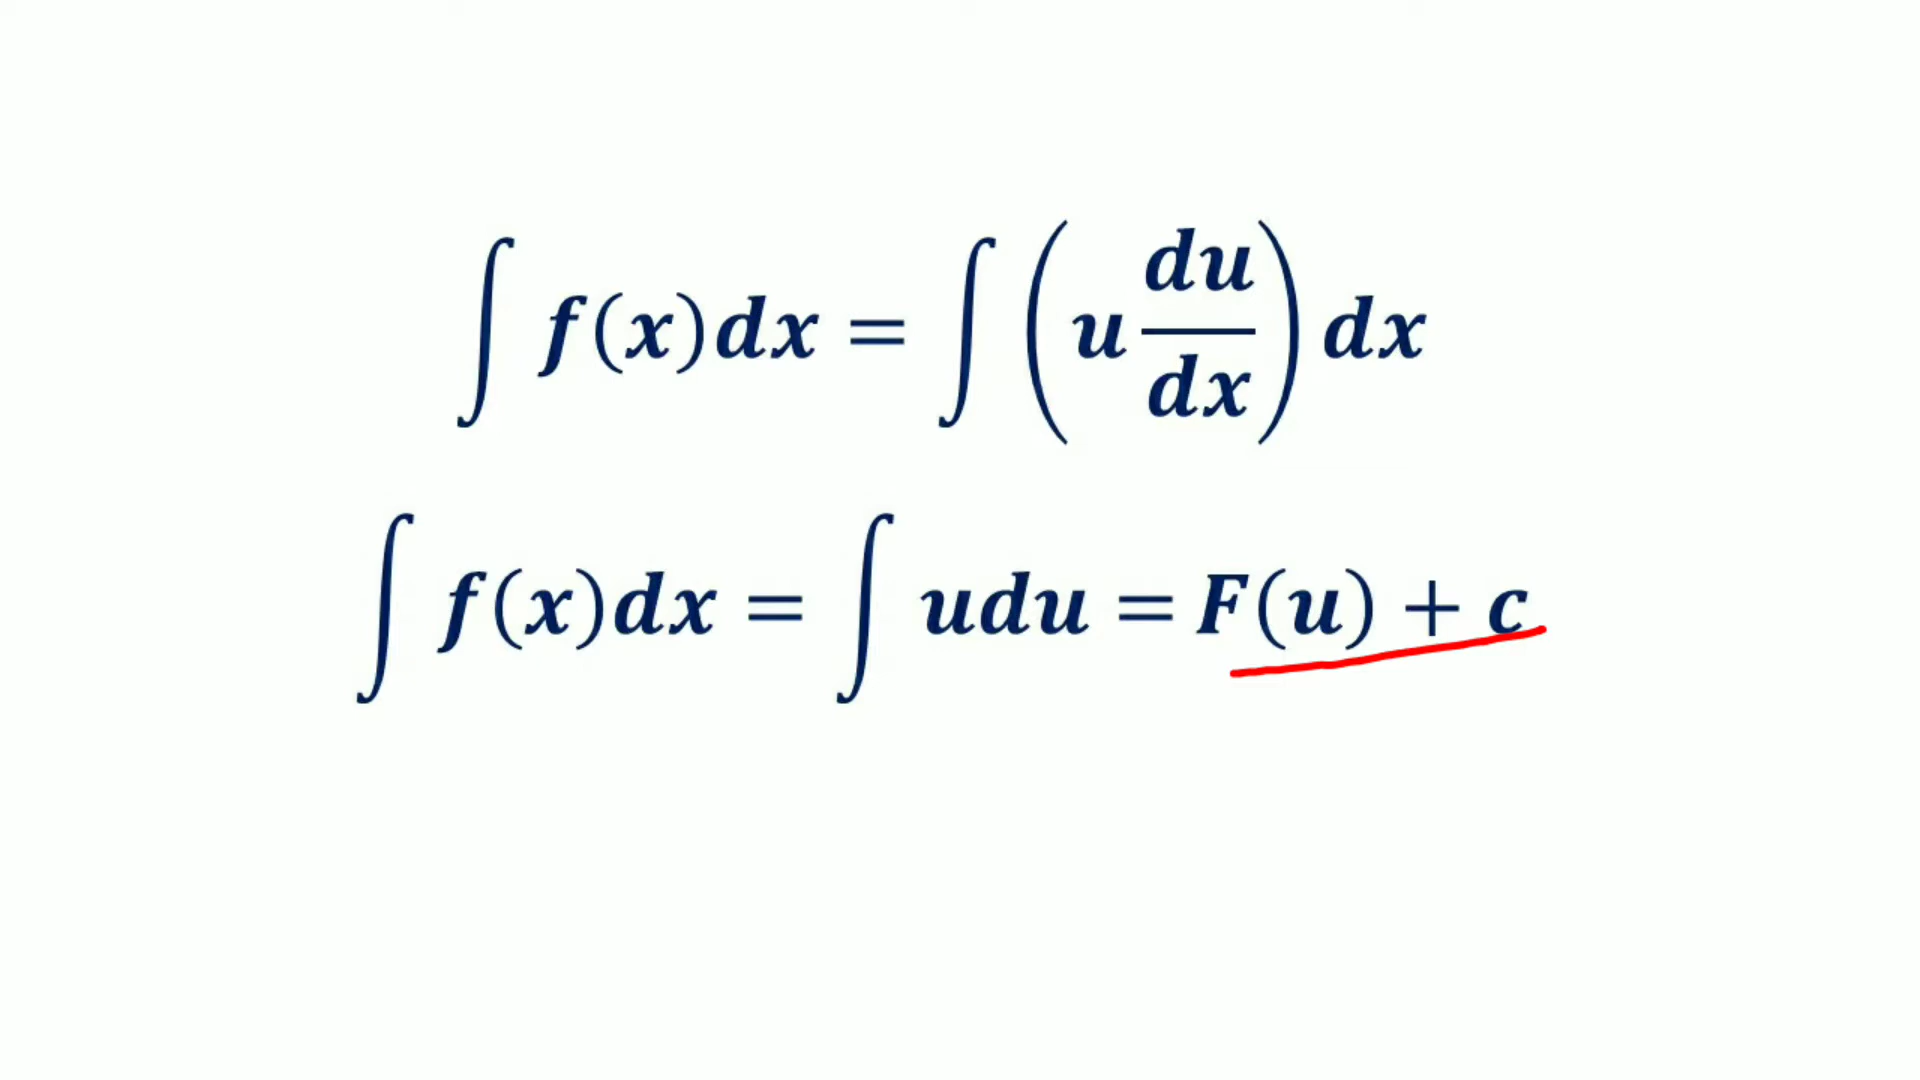 ∫ f(x)dx = ∫ (u du/dx) dx
∫ f(x)dx = ∫ udu = F(u) + c